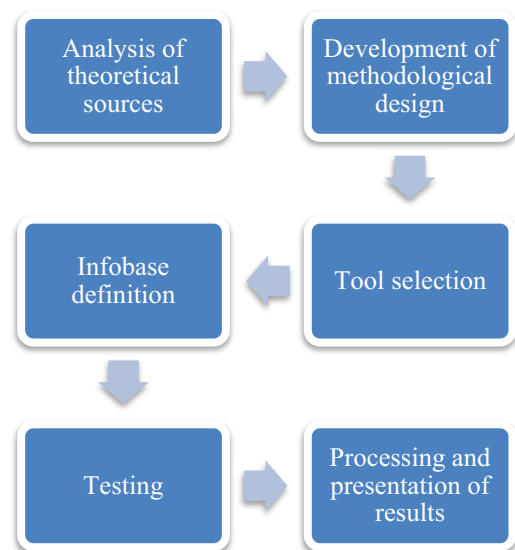 Analysis of
theoretical
sources
Development of
methodological
design
Tool selection
Infobase
definition
Testing
Processing and
presentation of
results